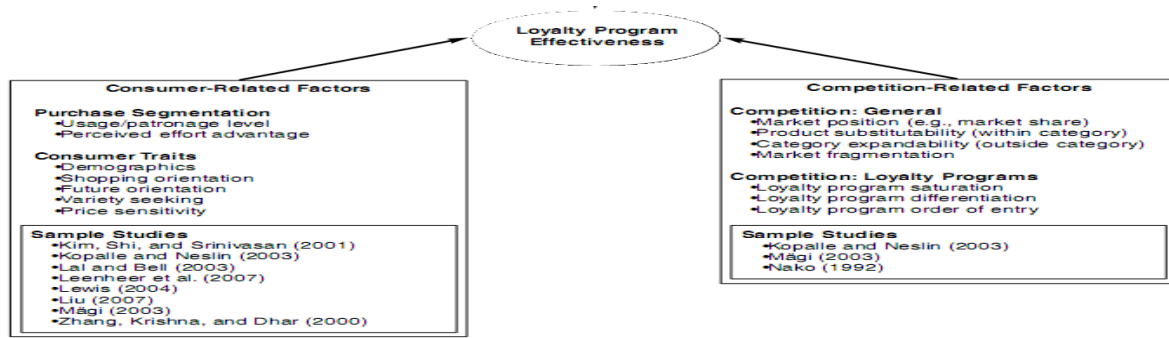 Loyalty Program
Effectiveness
Consumer-Related Factors
Purchase Segmentation
•Usage/patronage level
•Perceived effort advantage
Consumer Traits
•Demographics
•Shopping orientation
•Future orientation
•Variety seeking
•Price sensitivity
Sample Studies
•Kim, Shi, and Srinivasan (2001)
•Kopalle and Neslin (2003)
•Lal and Bell (2003)
•Leenheer et al. (2007)
•Lewis (2004)
•Liu (2007)
•Mägi (2003)
•Zhang, Krishna, and Dhar (2000)
Competition-Related Factors
Competition: General
•Market position (e.g., market share)
•Product substitutability (within category)
•Category expandability (outside category)
•Market fragmentation
Competition: Loyalty Programs
•Loyalty program saturation
•Loyalty program differentiation
•Loyalty program order of entry
Sample Studies
•Kopalle and Neslin (2003)
•Mägi (2003)
•Nako (1992)